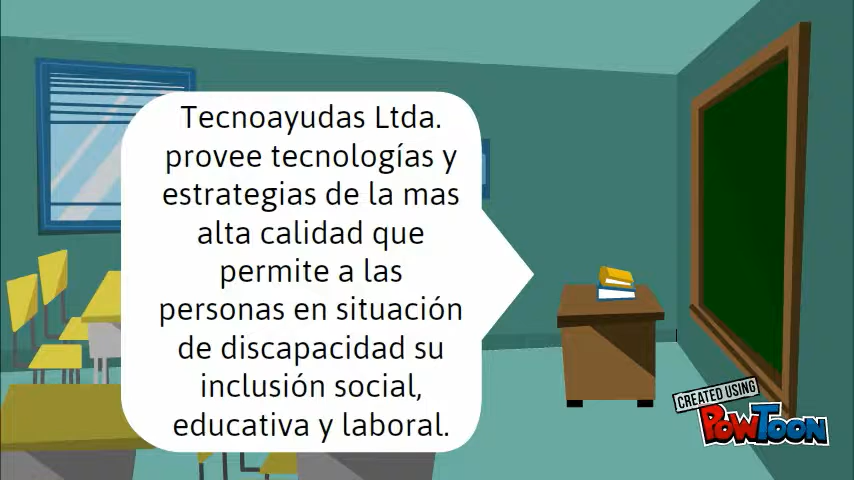 Tecnoayudas Ltda.
provee tecnologías y
estrategias de la mas
alta calidad que
permite a las
personas en situación
de discapacidad su
inclusión social,
educativa y laboral.
CREATED USING
POWTOON